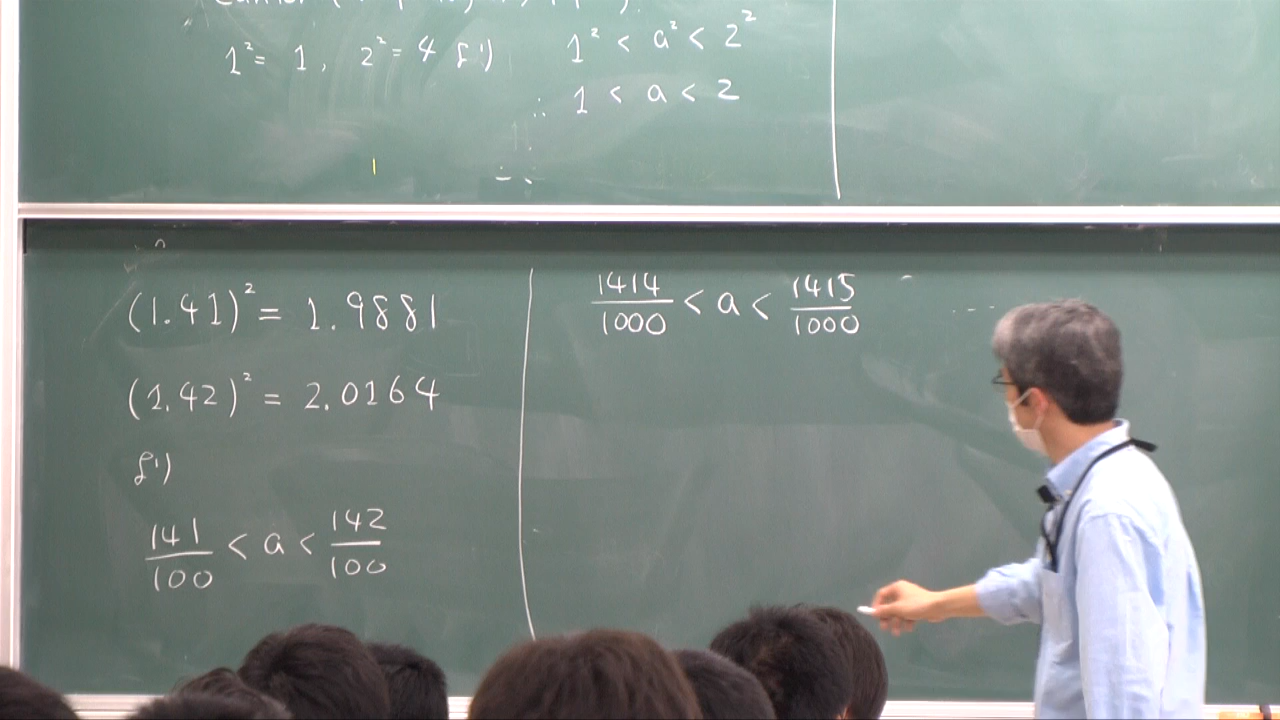 1² = 1, 2² = 4 より 1² < a² < 2²
∴ 1 < a < 2
(1.41)² = 1.9881
(1.42)² = 2.0164
より
141/100 < a < 142/100
1414/1000 < a < 1415/1000